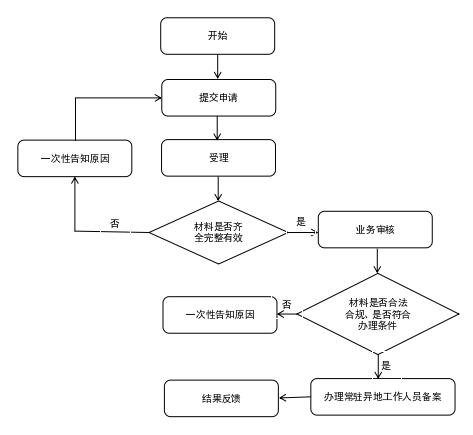 开始
提交申请
一次性告知原因
受理
否
材料是否齐
全完整有效
是
业务审核
一次性告知原因
否
材料是否合法
合规、是否符合
办理条件
是
结果反馈
办理常驻异地工作人员备案